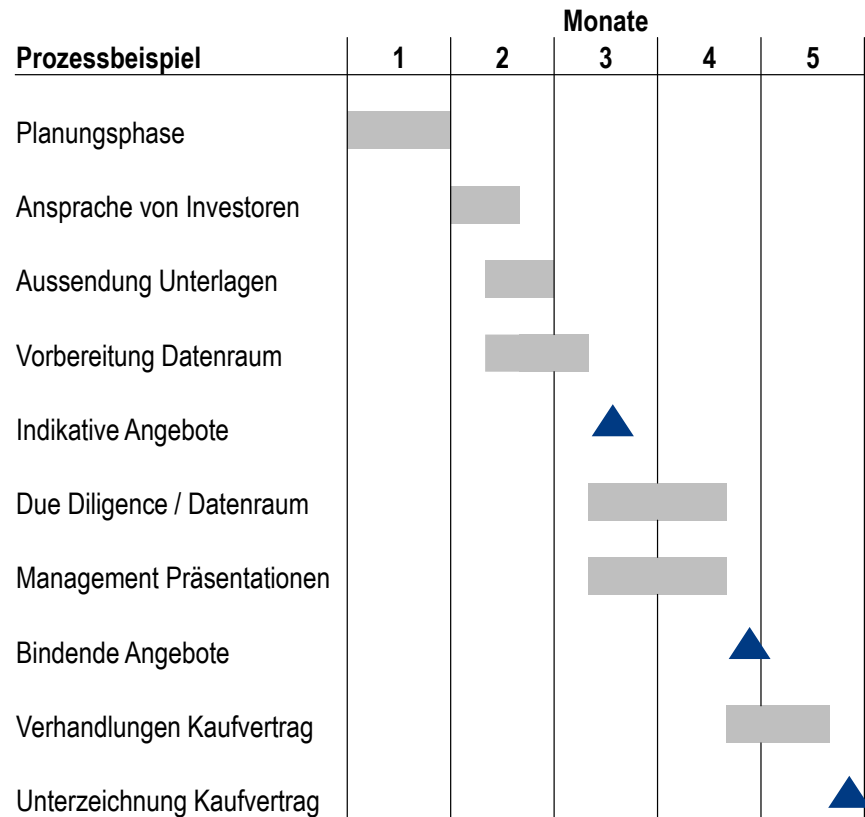 Monate
Prozessbeispiel 1 2 3 4 5
Planungsphase
Ansprache von Investoren
Aussendung Unterlagen
Vorbereitung Datenraum
Indikative Angebote
Due Diligence / Datenraum
Management Präsentationen
Bindende Angebote
Verhandlungen Kaufvertrag
Unterzeichnung Kaufvertrag